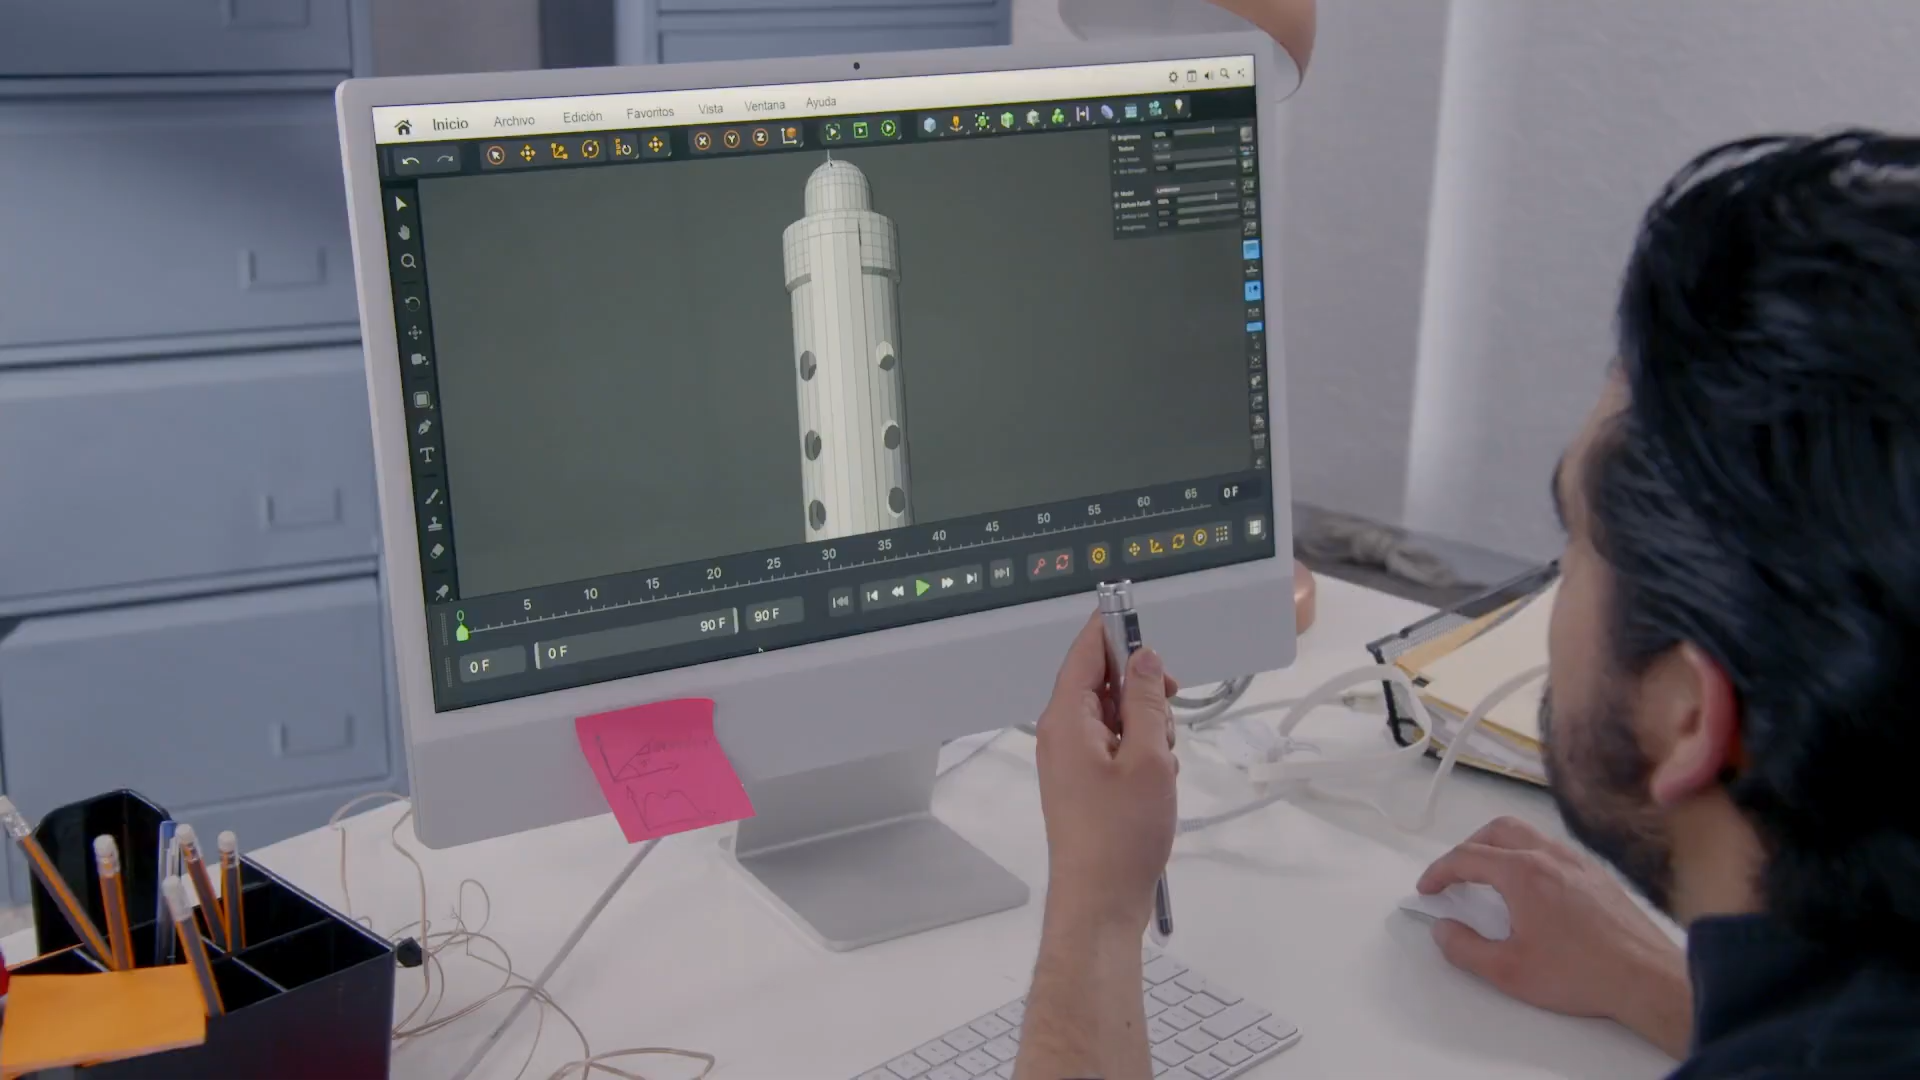 Inicio Archivo Edición Favoritos Vista Ventana Ayuda
X Y Z
T
0 5 10 15 20 25 30 35 40 45 50 55 60 65 0 F
P
0 F 0 F 90 F 90 F